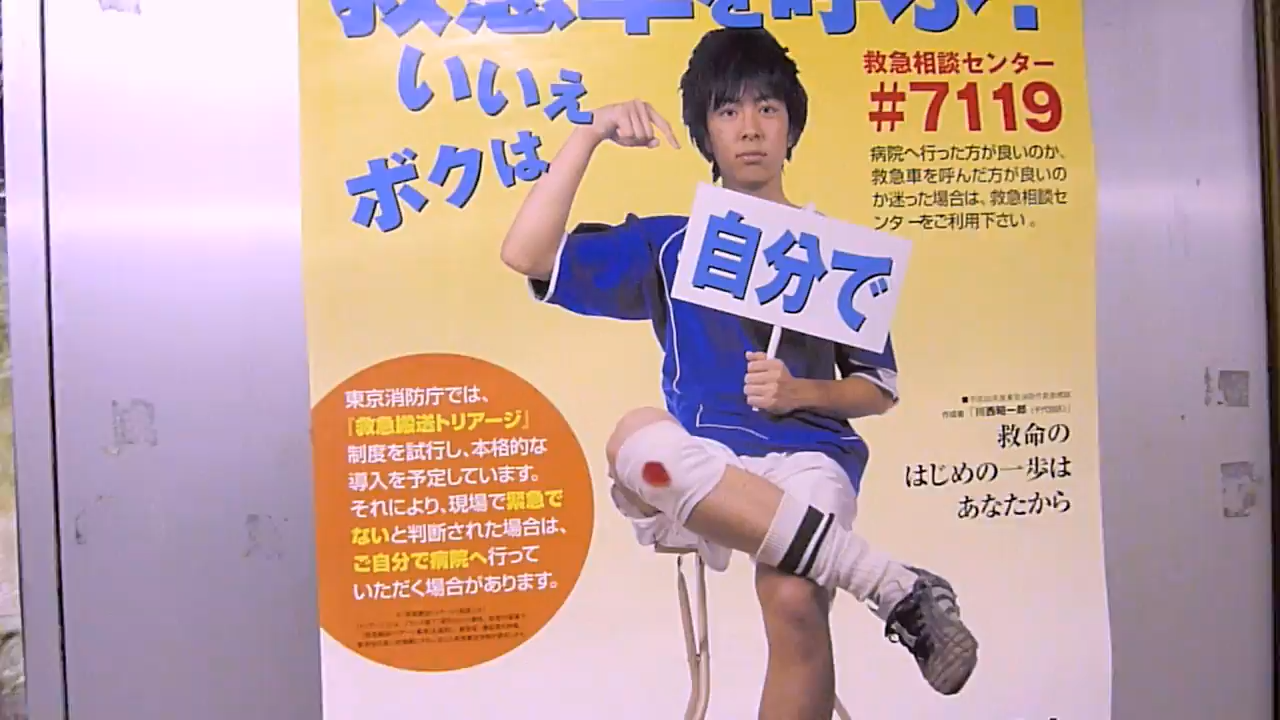 救急車を呼ぶ?
いいえ
ボクは
自分で
救急相談センター
#7119
病院へ行った方が良いのか、
救急車を呼んだ方が良いの
か迷った場合は、救急相談セ
ンターをご利用下さい。
東京消防庁では、
『救急搬送トリアージ』
制度を試行し、本格的な
導入を予定しています。
それにより、現場で緊急で
ないと判断された場合は、
ご自分で病院へ行って
いただく場合があります。
救命の
はじめの一歩は
あなたから